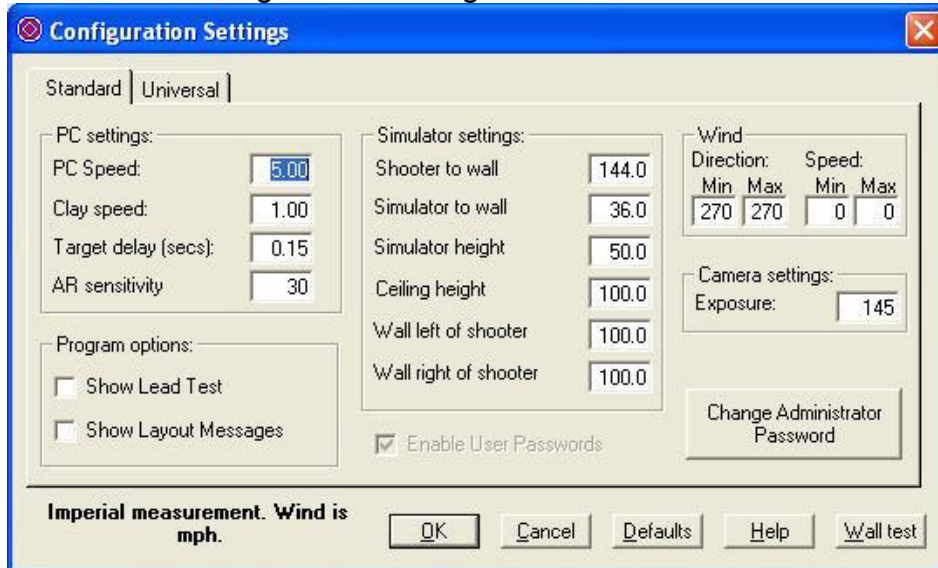 Configuration Settings
Standard
Universal
PC settings:
PC Speed: 5.00
Clay speed: 1.00
Target delay (secs): 0.15
AR sensitivity 30
Program options:
Show Lead Test
Show Layout Messages
Simulator settings:
Shooter to wall 144.0
Simulator to wall 36.0
Simulator height 50.0
Ceiling height 100.0
Wall left of shooter 100.0
Wall right of shooter 100.0
Enable User Passwords
Wind
Direction: Speed:
Min Max Min Max
270 270 0 0
Camera settings:
Exposure: 145
Change Administrator
Password
Imperial measurement. Wind is
mph.
OK Cancel Defaults Help Wall test